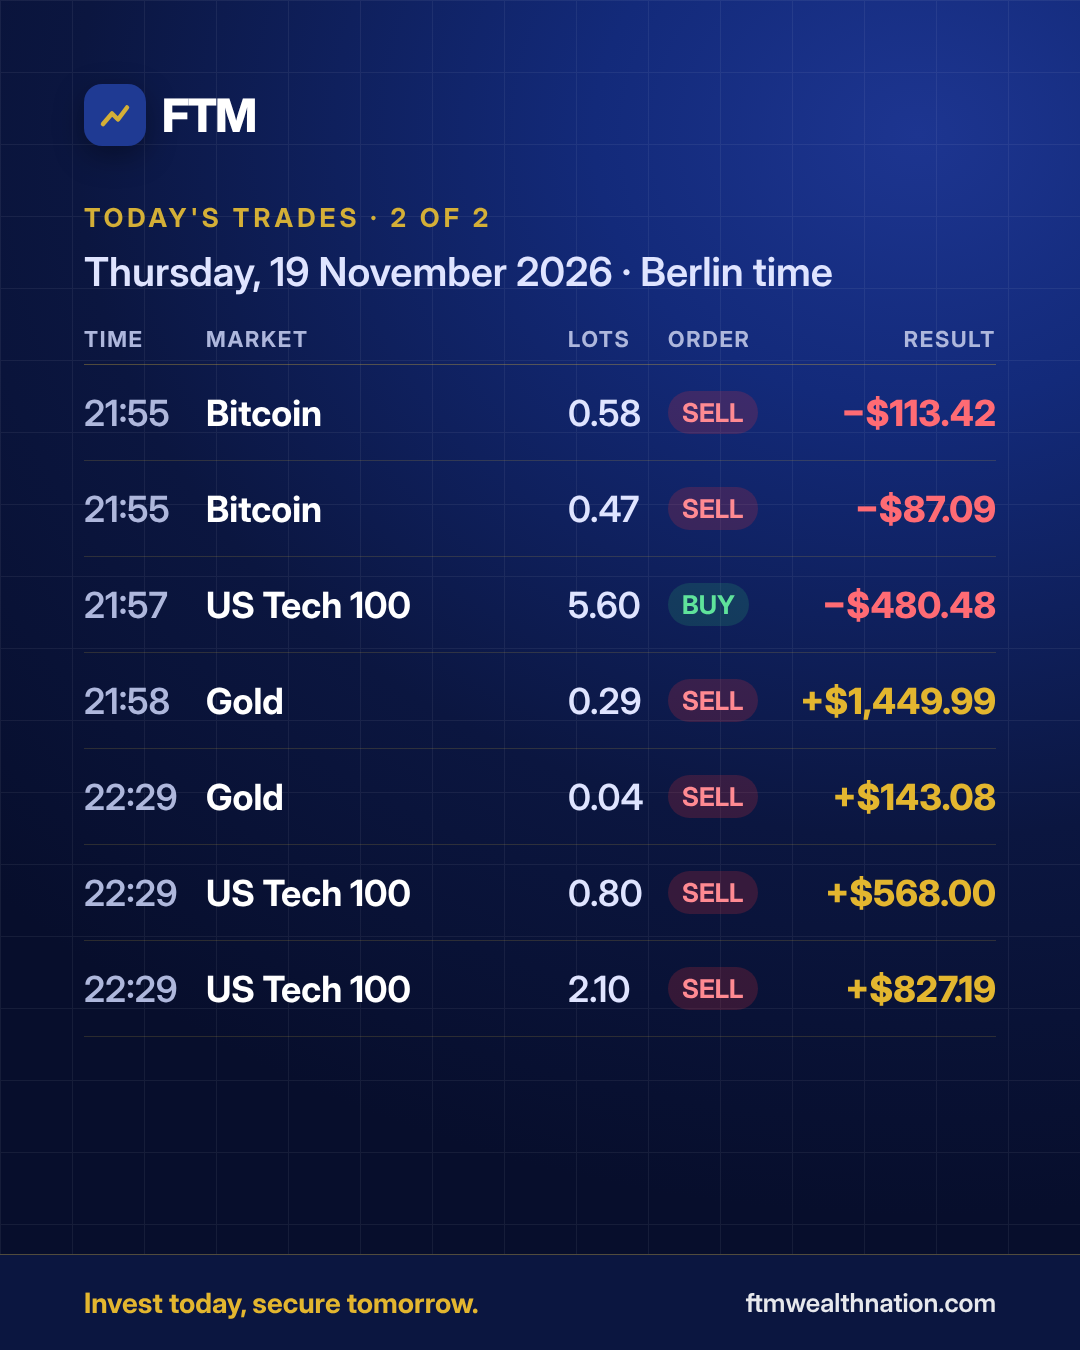 FTM
TODAY'S TRADES · 2 OF 2
Thursday, 19 November 2026 · Berlin time
TIME MARKET LOTS ORDER RESULT
21:55 Bitcoin 0.58 SELL −$113.42
21:55 Bitcoin 0.47 SELL −$87.09
21:57 US Tech 100 5.60 BUY −$480.48
21:58 Gold 0.29 SELL +$1,449.99
22:29 Gold 0.04 SELL +$143.08
22:29 US Tech 100 0.80 SELL +$568.00
22:29 US Tech 100 2.10 SELL +$827.19
Invest today, secure tomorrow. ftmwealthnation.com